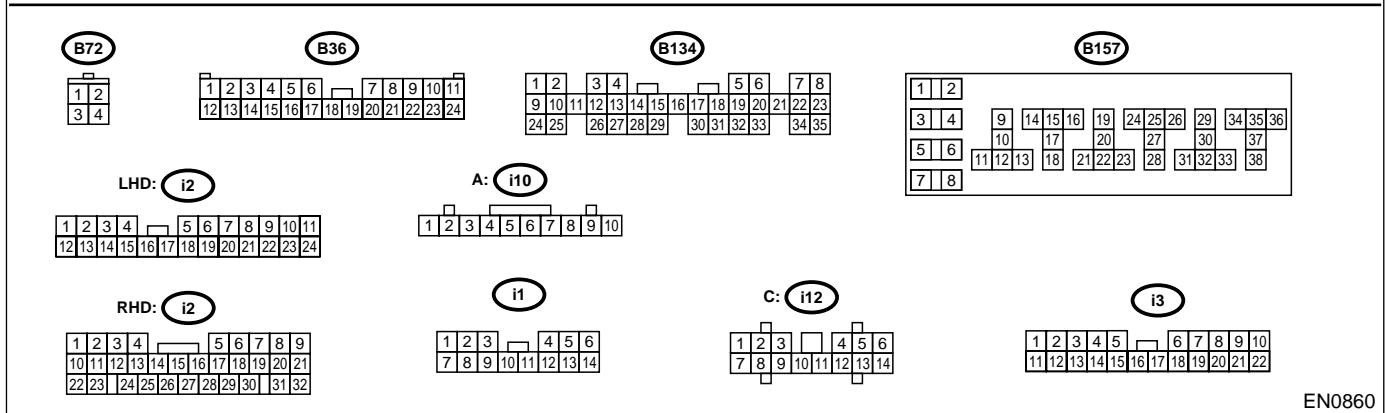 B72
1 2
3 4
B36
1 2 3 4 5 6 7 8 9 10 11
12 13 14 15 16 17 18 19 20 21 22 23 24
B134
1 2 3 4 5 6 7 8
9 10 11 12 13 14 15 16 17 18 19 20 21 22 23
24 25 26 27 28 29 30 31 32 33 34 35
B157
1 2
3 4
5 6
7 8
9 14 15 16 19 24 25 26 29 34 35 36
10 17 20 27 30 37
11 12 13 18 21 22 23 28 31 32 33 38
LHD: i2
1 2 3 4 5 6 7 8 9 10 11
12 13 14 15 16 17 18 19 20 21 22 23 24
A: i10
1 2 3 4 5 6 7 8 9 10
RHD: i2
1 2 3 4 5 6 7 8 9
10 11 12 13 14 15 16 17 18 19 20 21
22 23 24 25 26 27 28 29 30 31 32
i1
1 2 3 4 5 6
7 8 9 10 11 12 13 14
C: i12
1 2 3 4 5 6
7 8 9 10 11 12 13 14
i3
1 2 3 4 5 6 7 8 9 10
11 12 13 14 15 16 17 18 19 20 21 22
EN0860